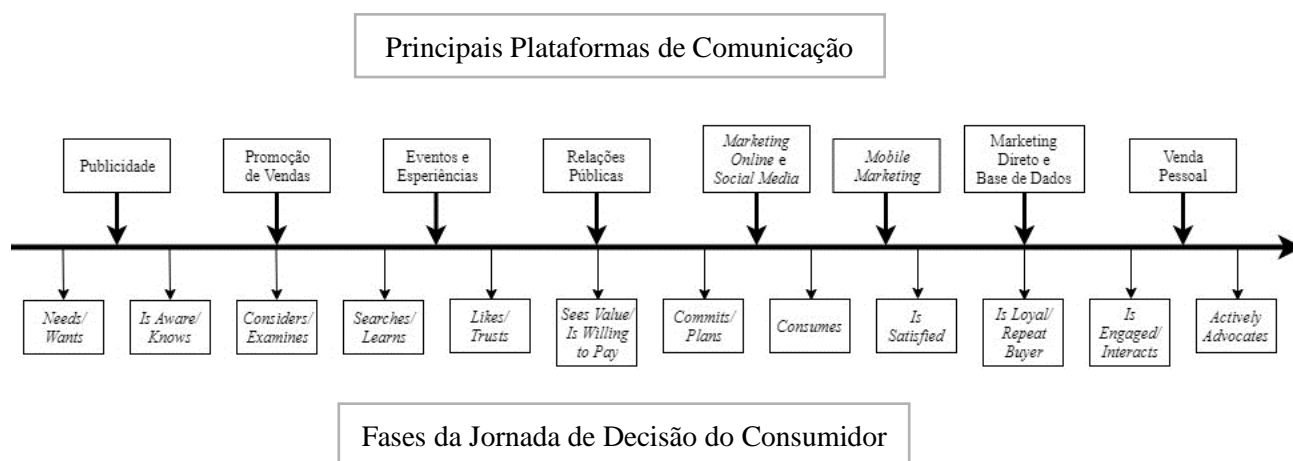 Principais Plataformas de Comunicação
Publicidade
Promoção
de Vendas
Eventos e
Esperiências
Relações
Públicas
Marketing
Online e
Social Media
Mobile
Marketing
Marketing
Direto e
Base de Dados
Venda
Pessoal
Needs/
Wants
Is Aware/
Knows
Considers/
Examines
Searches/
Learns
Likes/
Trusts
Sees Value/
Is Willing
to Pay
Commits/
Plans
Consumes
Is
Satisfied
Is Loyal/
Repeat
Buyer
Is
Engaged/
Interacts
Actively
Advocates
Fases da Jornada de Decisão do Consumidor